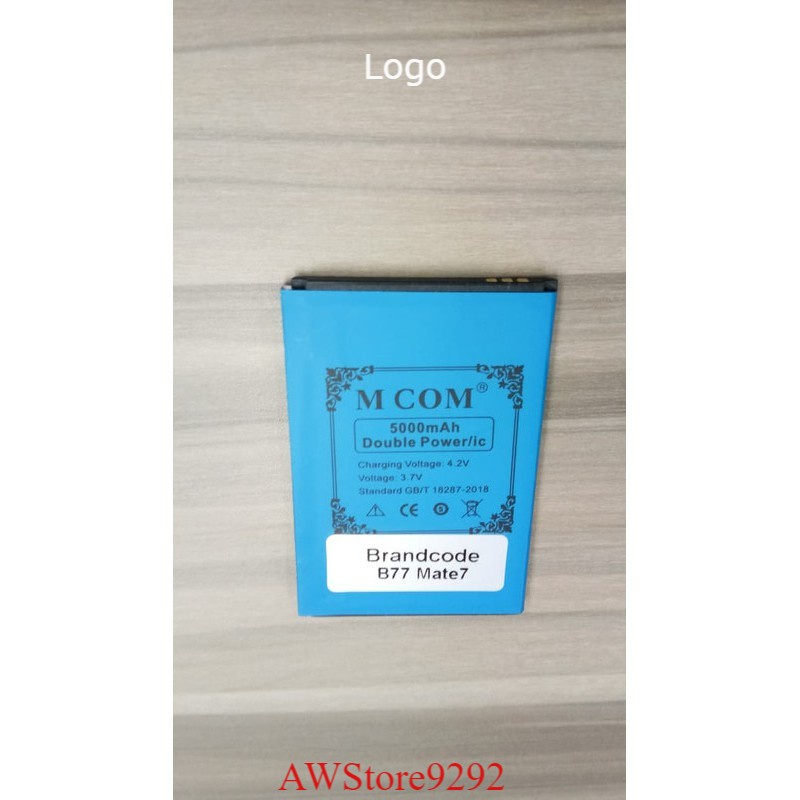 Logo
M COM®
5000mAh
Double Power/ic
Charging Voltage: 4.2V
Voltage: 3.7V
Standard GB/T 18287-2018
CE
Brandcode
B77 Mate7
AWStore9292